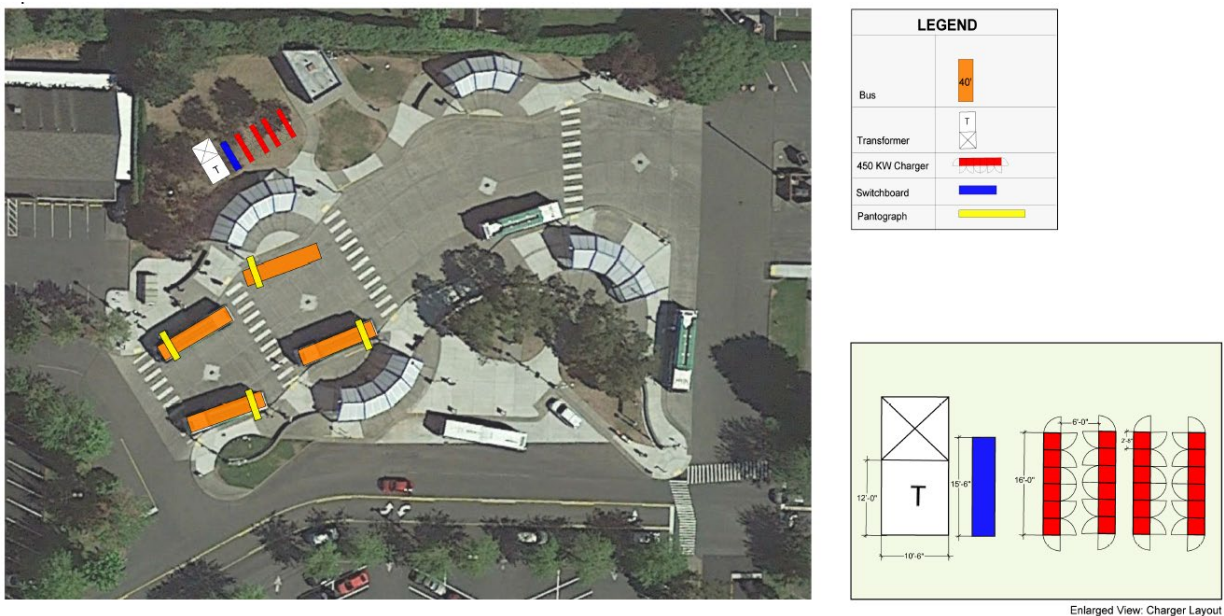 T
LEGEND
Bus
40'
Transformer
T
450 KW Charger
Switchboard
Pantograph
12'-0"
T
10'-6"
15'-6"
16'-0"
6'-0"
2'-8"
Enlarged View: Charger Layout